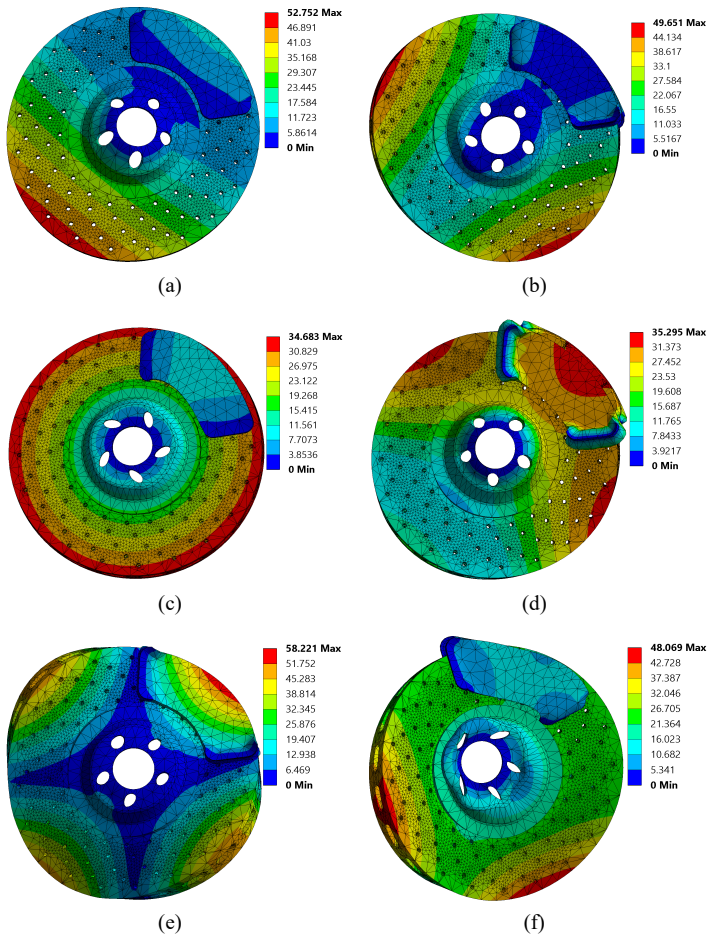 52.752 Max
46.891
41.03
35.168
29.307
23.445
17.584
11.723
5.8614
0 Min
(a)
49.651 Max
44.134
38.617
33.1
27.584
22.067
16.55
11.033
5.5167
0 Min
(b)
34.683 Max
30.829
26.975
23.122
19.268
15.415
11.561
7.7073
3.8536
0 Min
(c)
35.295 Max
31.373
27.452
23.53
19.608
15.687
11.765
7.8433
3.9217
0 Min
(d)
58.221 Max
51.752
45.283
38.814
32.345
25.876
19.407
12.938
6.469
0 Min
(e)
48.069 Max
42.728
37.387
32.046
26.705
21.364
16.023
10.682
5.341
0 Min
(f)